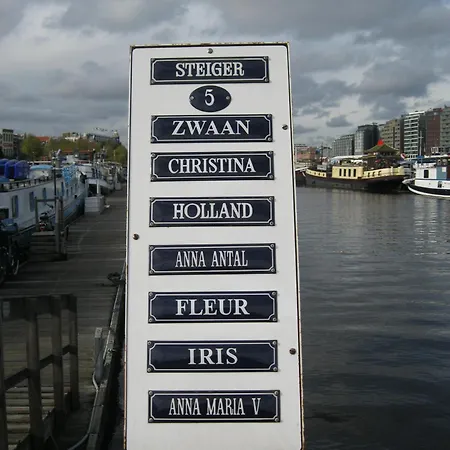 STEIGER
5
ZWAAN
CHRISTINA
HOLLAND
ANNA ANTAL
FLEUR
IRIS
ANNA MARIA V